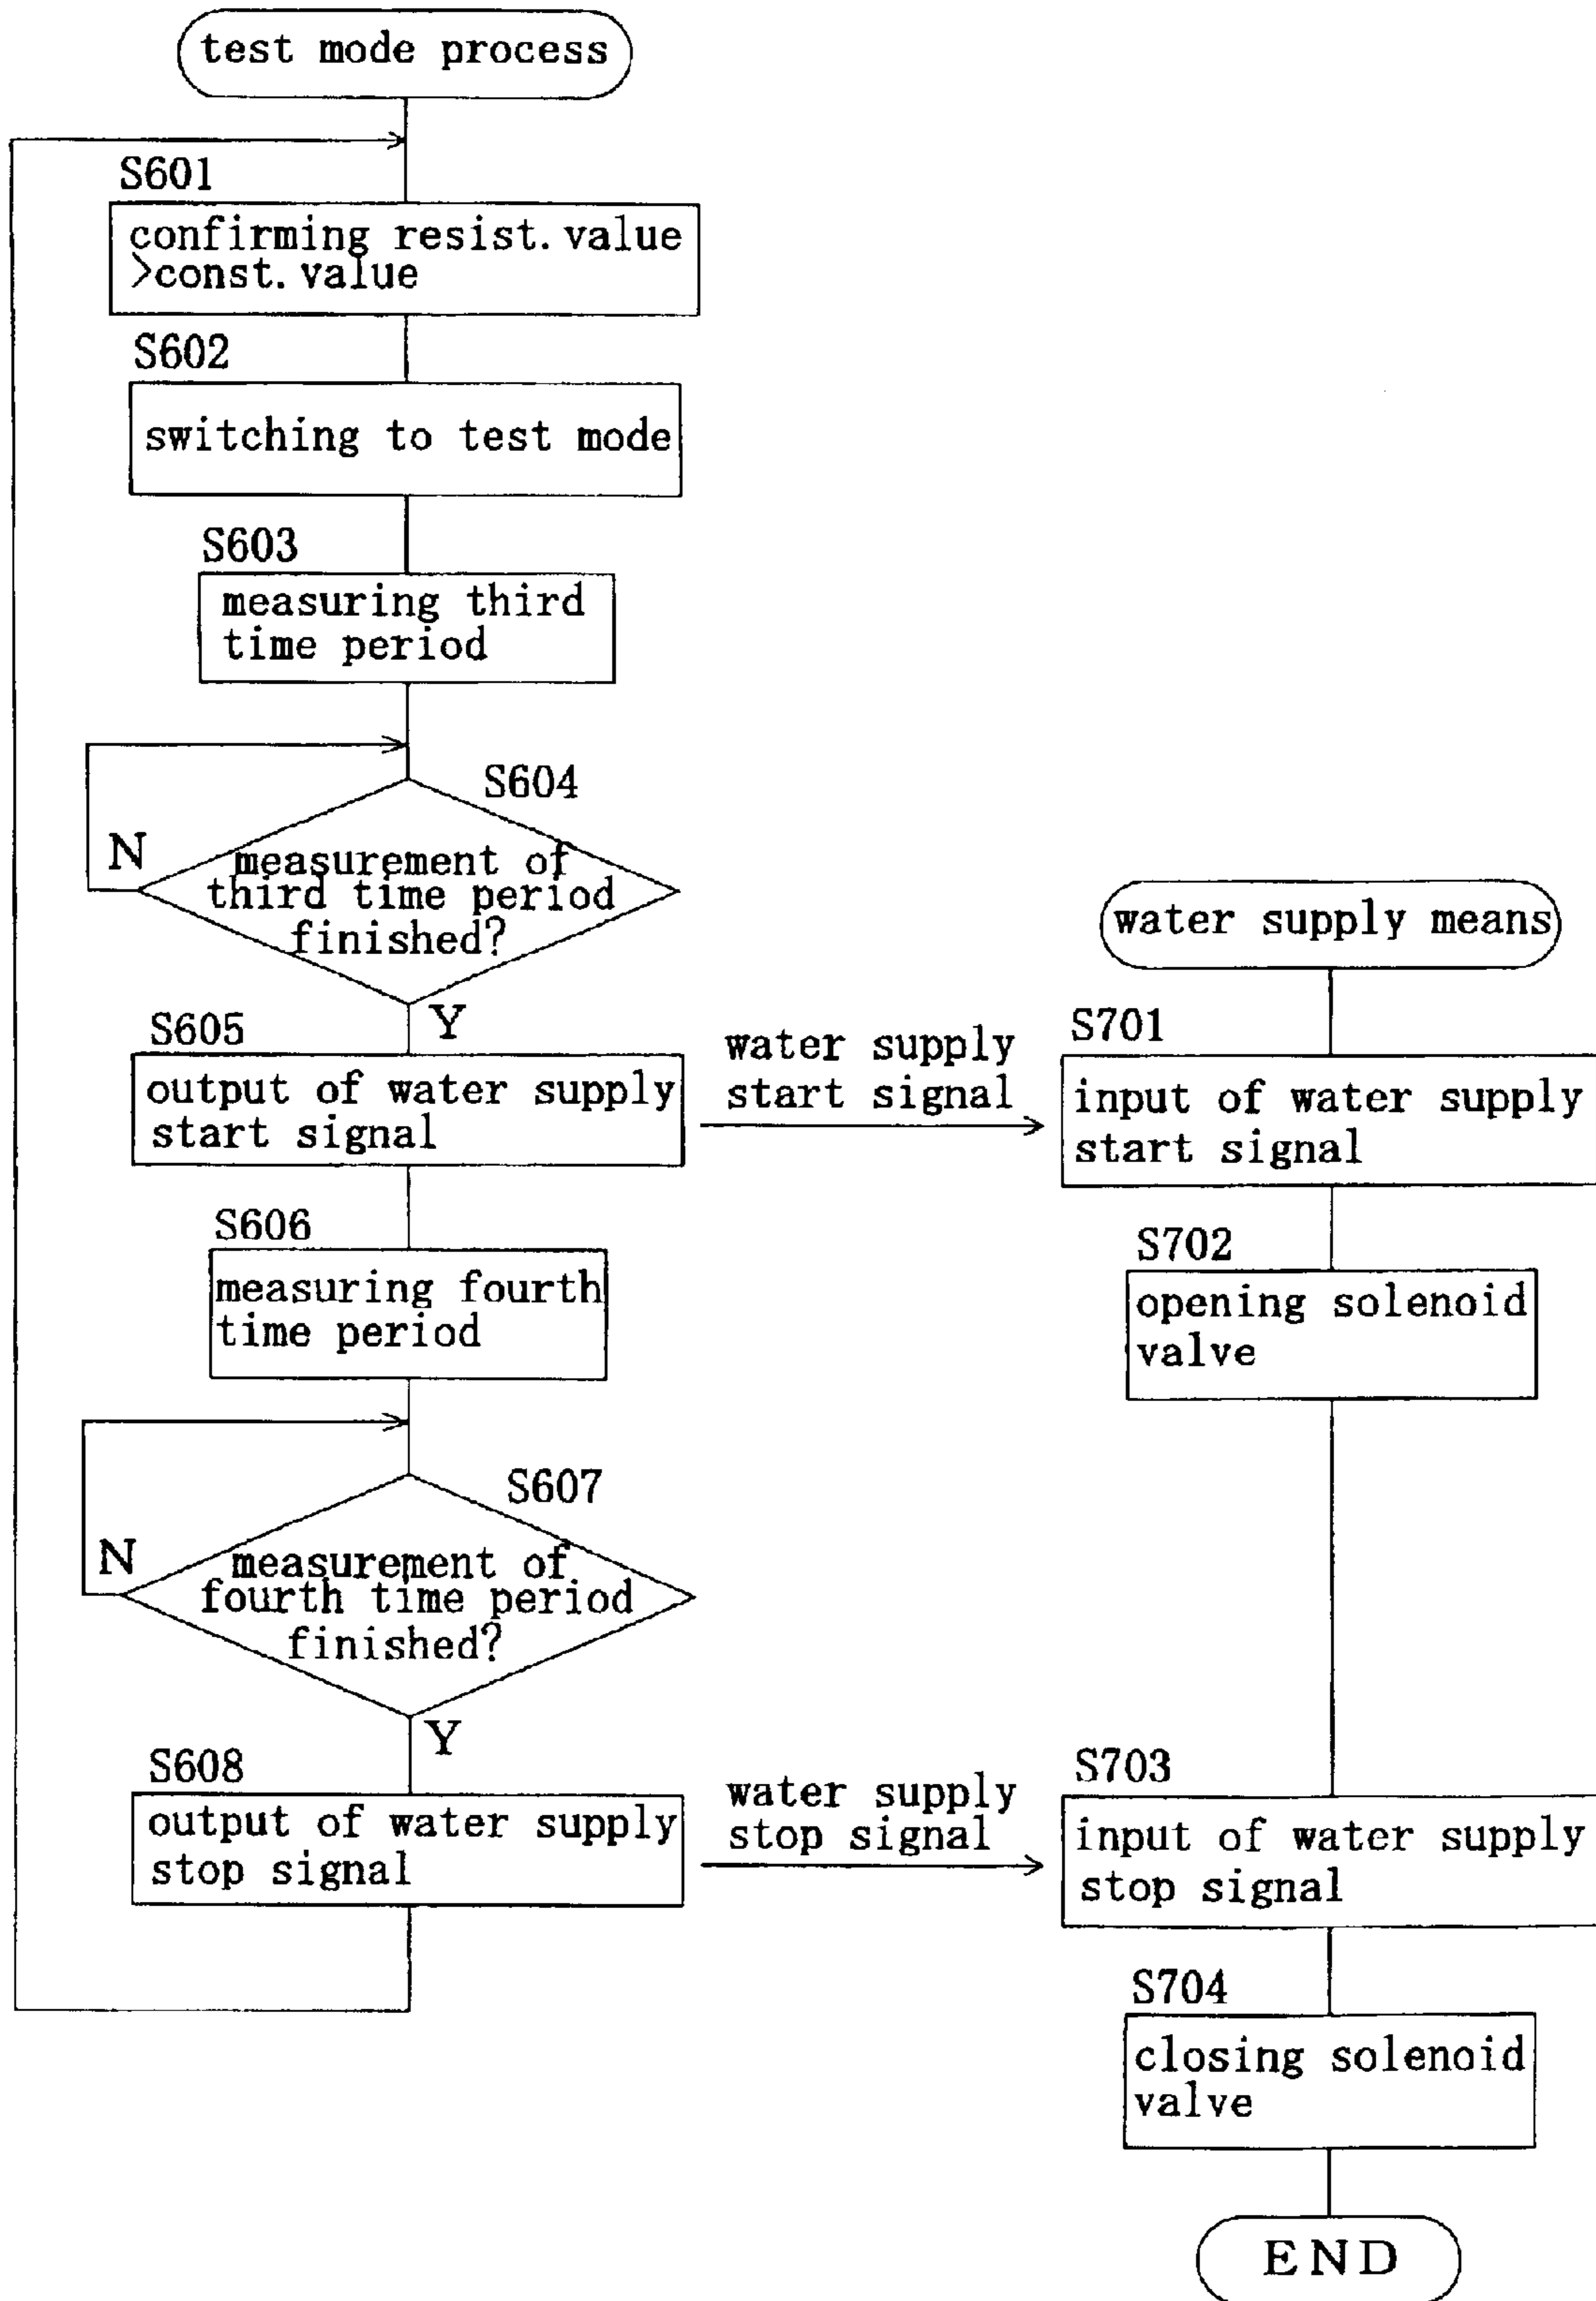 test mode process
S601
confirming resist. value
>const. value
S602
switching to test mode
S603
measuring third
time period
S604
N
measurement of
third time period
finished?
Y
S605
output of water supply
start signal
water supply
start signal
S606
measuring fourth
time period
S607
N
measurement of
fourth time period
finished?
Y
S608
output of water supply
stop signal
water supply
stop signal
water supply means
S701
input of water supply
start signal
S702
opening solenoid
valve
S703
input of water supply
stop signal
S704
closing solenoid
valve
END